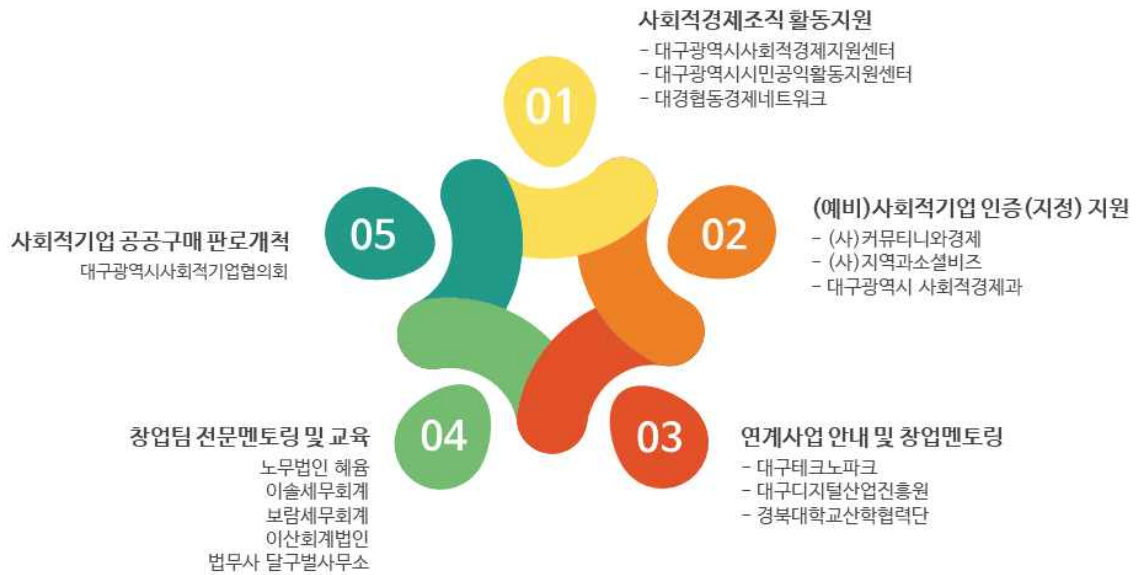 01
사회적경제조직 활동지원
- 대구광역시사회적경제지원센터
- 대구광역시시민공익활동지원센터
- 대경협동경제네트워크
02
(예비)사회적기업 인증(지정) 지원
- (사)커뮤티니와경제
- (사)지역과소셜비즈
- 대구광역시 사회적경제과
03
연계사업 안내 및 창업멘토링
- 대구테크노파크
- 대구디지털산업진흥원
- 경북대학교산학협력단
04
창업팀 전문멘토링 및 교육
노무법인 혜윰
이솔세무회계
보람세무회계
이산회계법인
법무사 달구벌사무소
05
사회적기업 공공구매 판로개척
대구광역시사회적기업협의회